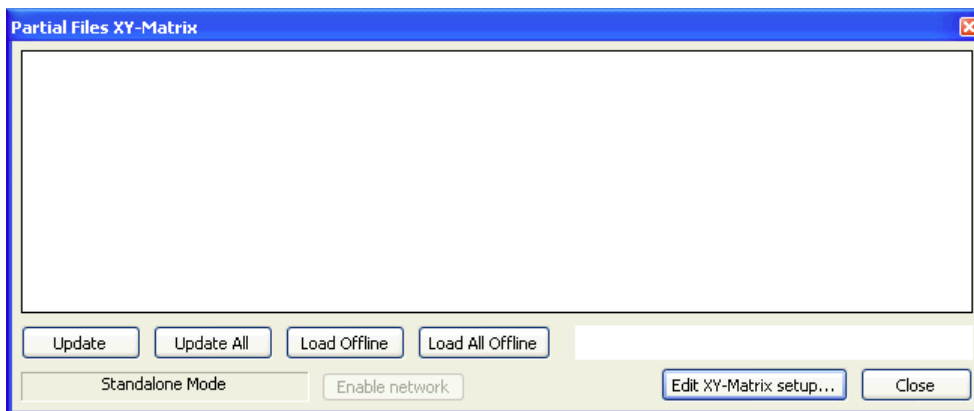 Partial Files XY-Matrix
Update Update All Load Offline Load All Offline
Standalone Mode Enable network Edit XY-Matrix setup... Close